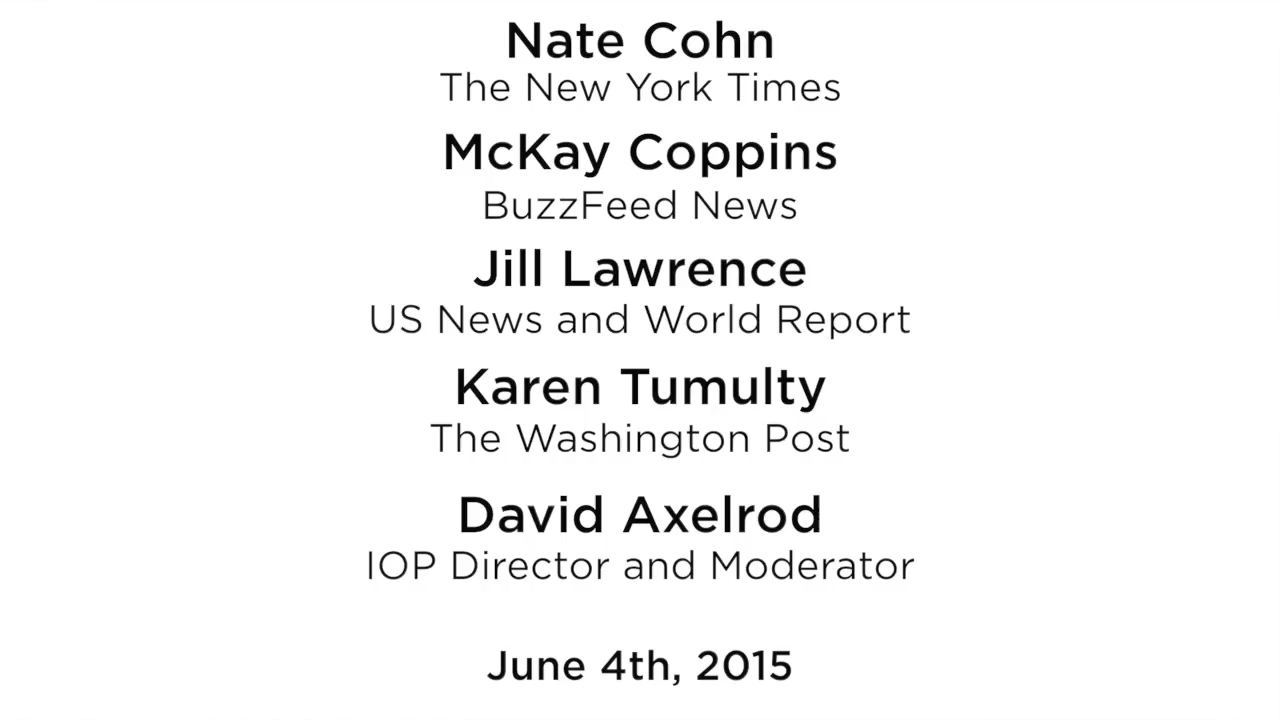 Nate Cohn
The New York Times
McKay Coppins
BuzzFeed News
Jill Lawrence
US News and World Report
Karen Tumulty
The Washington Post
David Axelrod
IOP Director and Moderator
June 4th, 2015